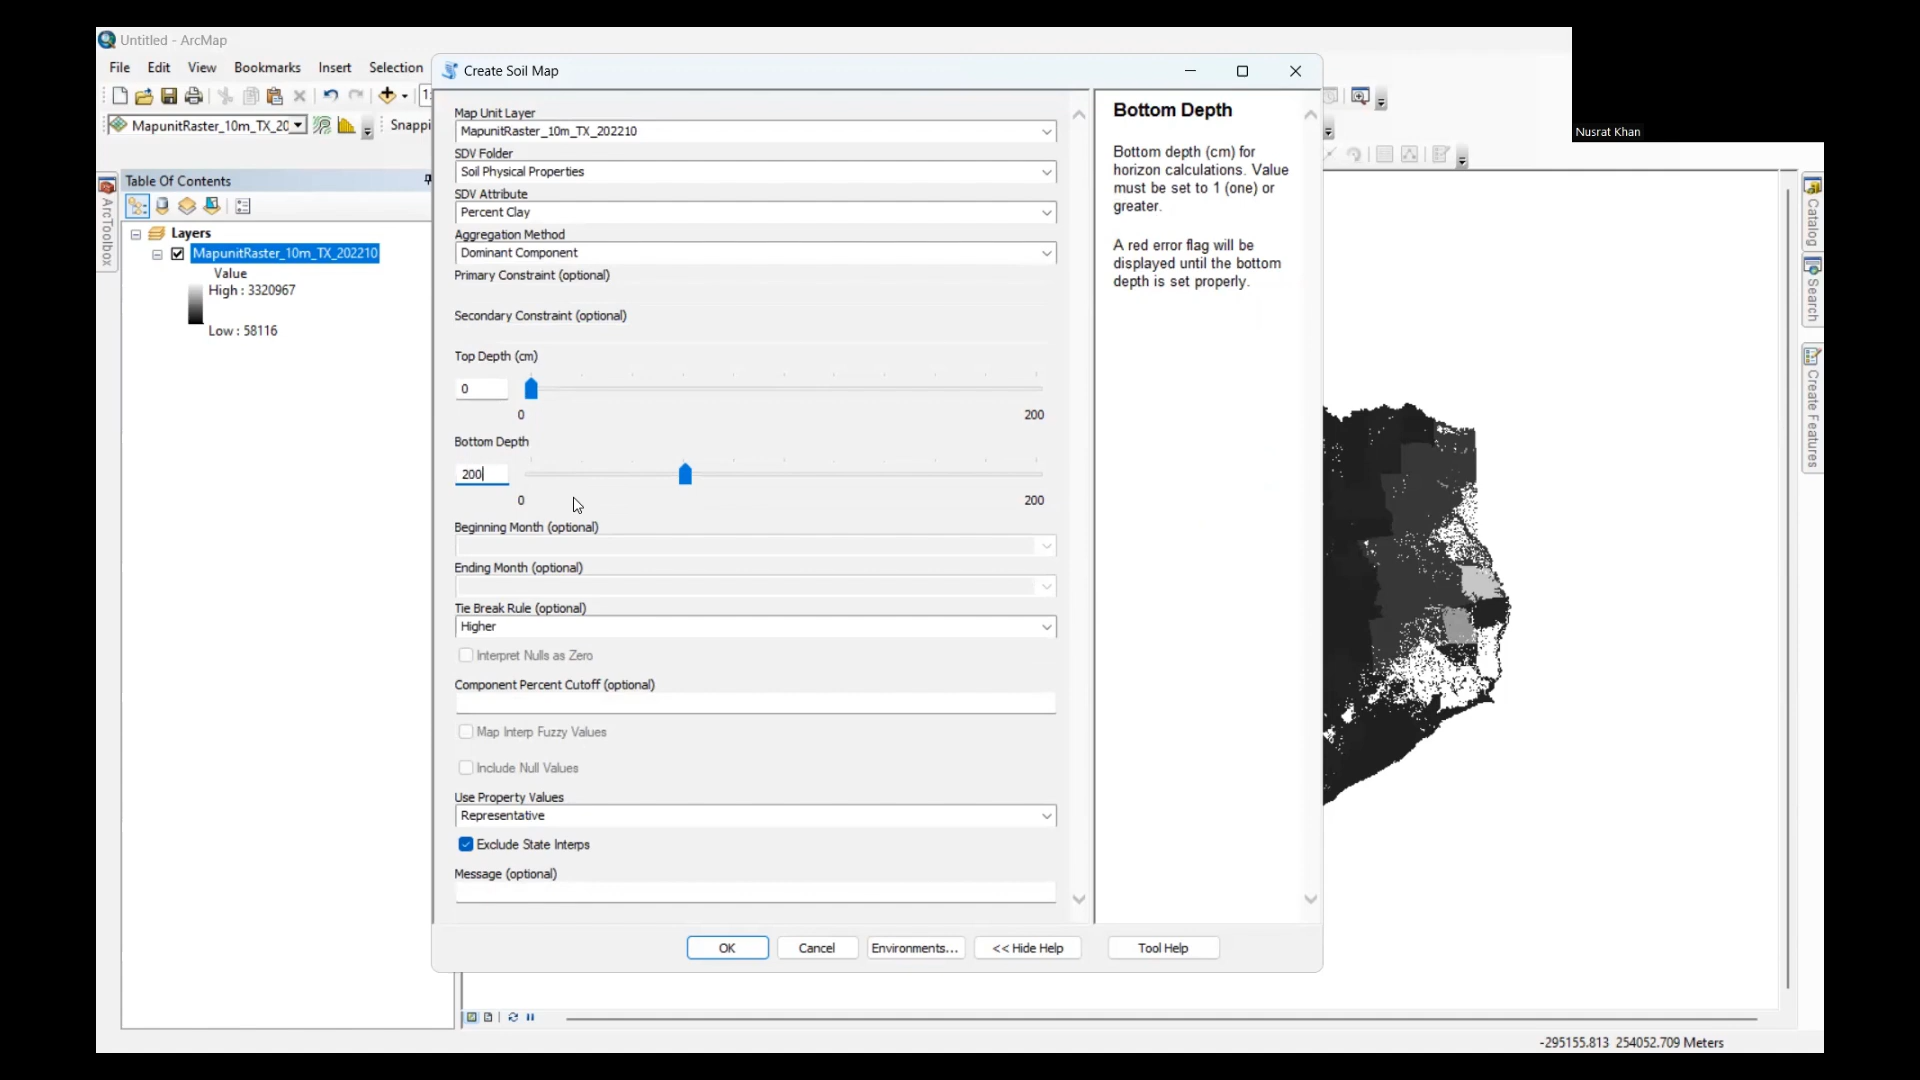 Untitled - ArcMap
File Edit View Bookmarks Insert Selection
MapunitRaster_10m_TX_20
Snappi
Table Of Contents
Layers
MapunitRaster_10m_TX_202210
Value
High : 3320967
Low : 58116
ArcToolbox
Create Soil Map
Map Unit Layer
MapunitRaster_10m_TX_202210
SDV Folder
Soil Physical Properties
SDV Attribute
Percent Clay
Aggregation Method
Dominant Component
Primary Constraint (optional)
Secondary Constraint (optional)
Top Depth (cm)
0
0 200
Bottom Depth
200
0 200
Beginning Month (optional)
Ending Month (optional)
Tie Break Rule (optional)
Higher
Interpret Nulls as Zero
Component Percent Cutoff (optional)
Map Interp Fuzzy Values
Include Null Values
Use Property Values
Representative
Exclude State Interps
Message (optional)
OK Cancel Environments... << Hide Help Tool Help
Bottom Depth
Bottom depth (cm) for
horizon calculations. Value
must be set to 1 (one) or
greater.
A red error flag will be
displayed until the bottom
depth is set properly.
Nusrat Khan
Catalog
Search
Create Features
-295155.813 254052.709 Meters